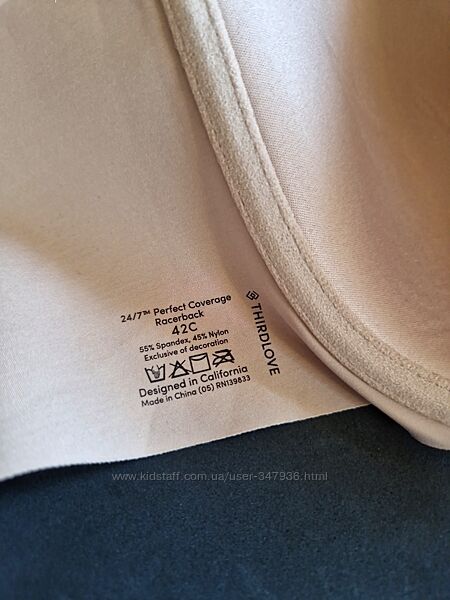 24/7™ Perfect Coverage
Racerback
42C
55% Spandex, 45% Nylon
Exclusive of decoration
Designed in California
Made in China (05) RN139833
THIRDLOVE
www.kidstaff.com.ua/user-347936.html